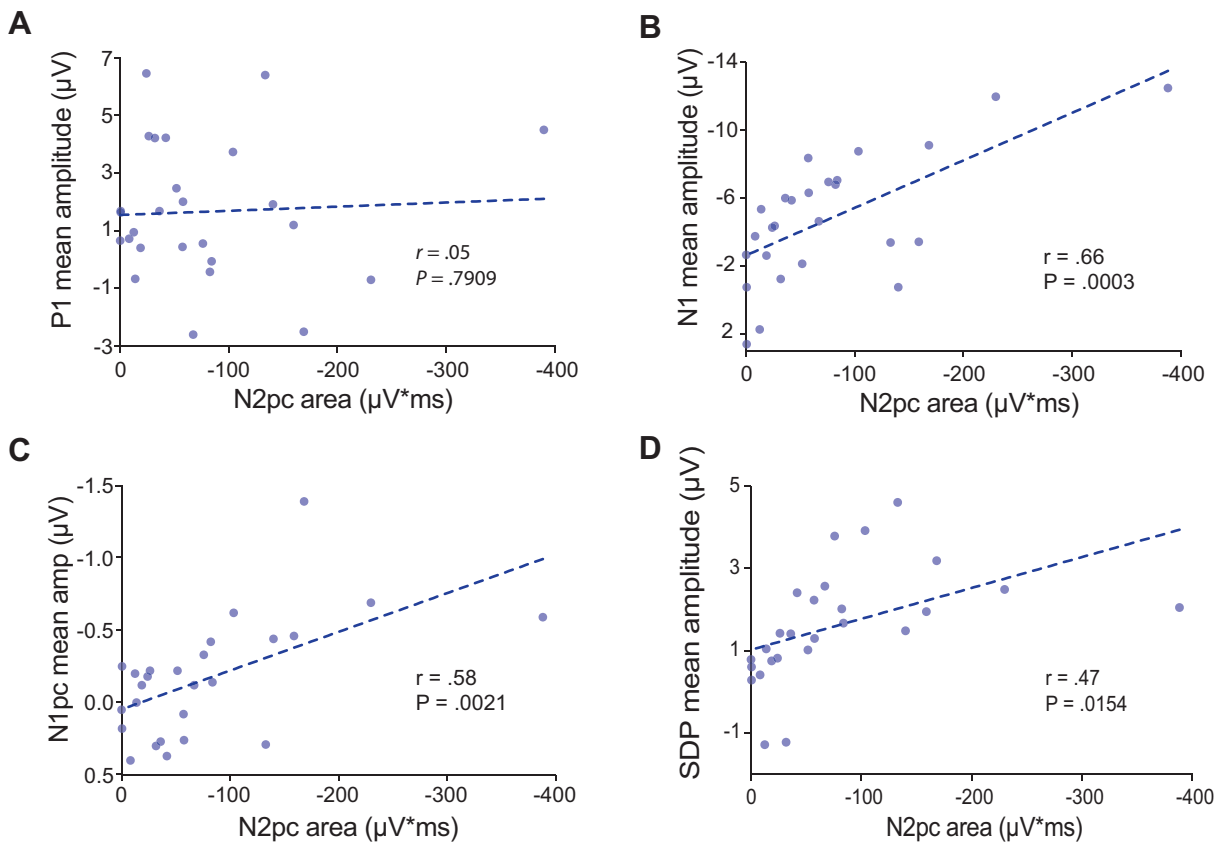 A
P1 mean amplitude (µV)
7
5
3
1
-1
-3
0 -100 -200 -300 -400
N2pc area (µV*ms)
r = .05
P = .7909
B
N1 mean amplitude (µV)
-14
-10
-6
-2
2
0 -100 -200 -300 -400
N2pc area (µV*ms)
r = .66
P = .0003
C
N1pc mean amp (µV)
-1.5
-1.0
-0.5
0.0
0.5
0 -100 -200 -300 -400
N2pc area (µV*ms)
r = .58
P = .0021
D
SDP mean amplitude (µV)
5
3
1
-1
0 -100 -200 -300 -400
N2pc area (µV*ms)
r = .47
P = .0154